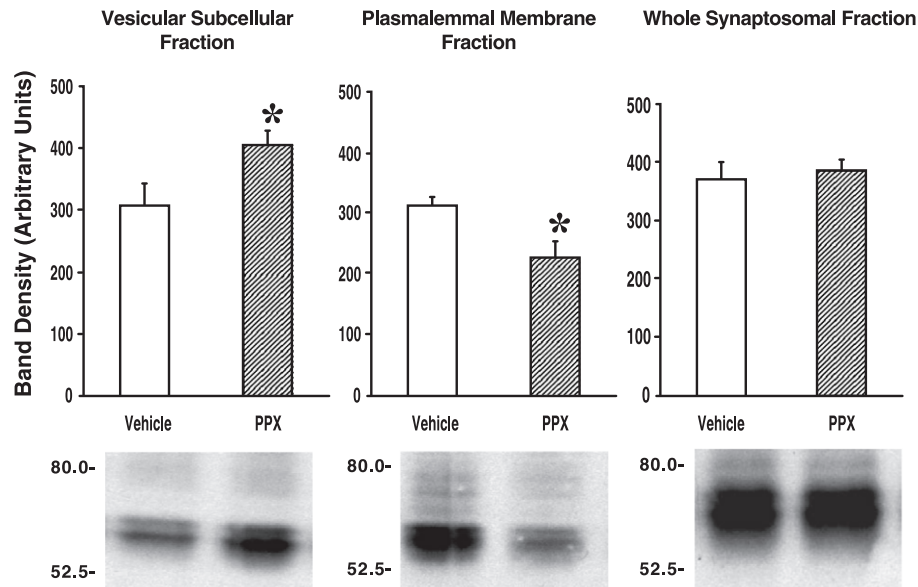 Vesicular Subcellular
Fraction
Plasmalemmal Membrane
Fraction
Whole Synaptosomal Fraction
Band Density (Arbitrary Units)
500
400
300
200
100
0
*
Vehicle
PPX
500
400
300
200
100
0
*
Vehicle
PPX
500
400
300
200
100
0
Vehicle
PPX
80.0-
52.5-
80.0-
52.5-
80.0-
52.5-